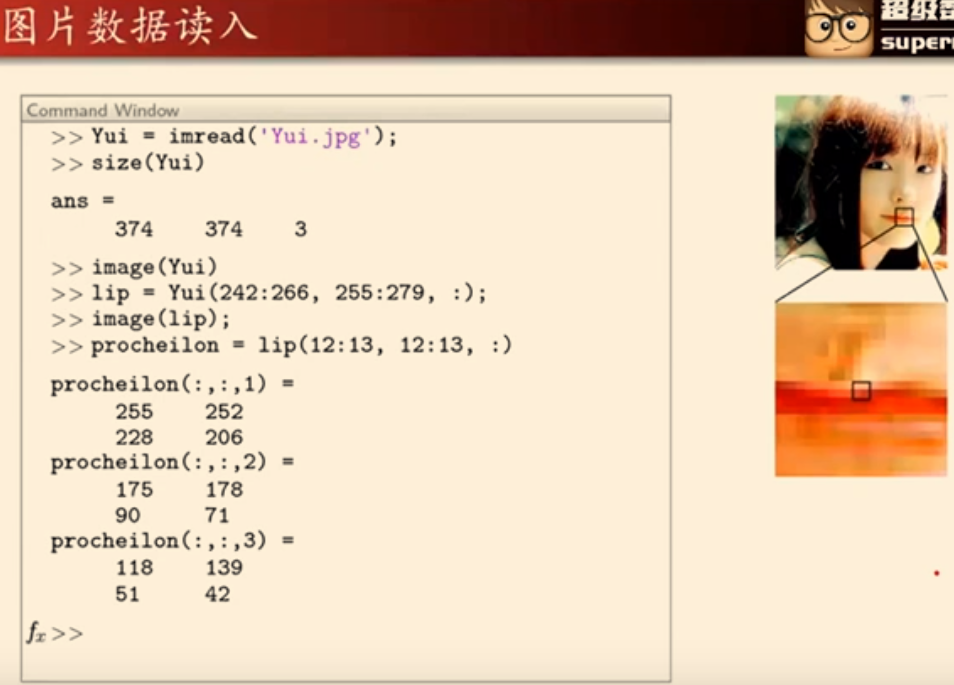 图片数据读入
超级数
super
Command Window
>> Yui = imread('Yui.jpg');
>> size(Yui)
ans =
374 374 3
>> image(Yui)
>> lip = Yui(242:266, 255:279, :);
>> image(lip);
>> procheilon = lip(12:13, 12:13, :)
procheilon(:,:,1) =
255 252
228 206
procheilon(:,:,2) =
175 178
90 71
procheilon(:,:,3) =
118 139
51 42
fx >>